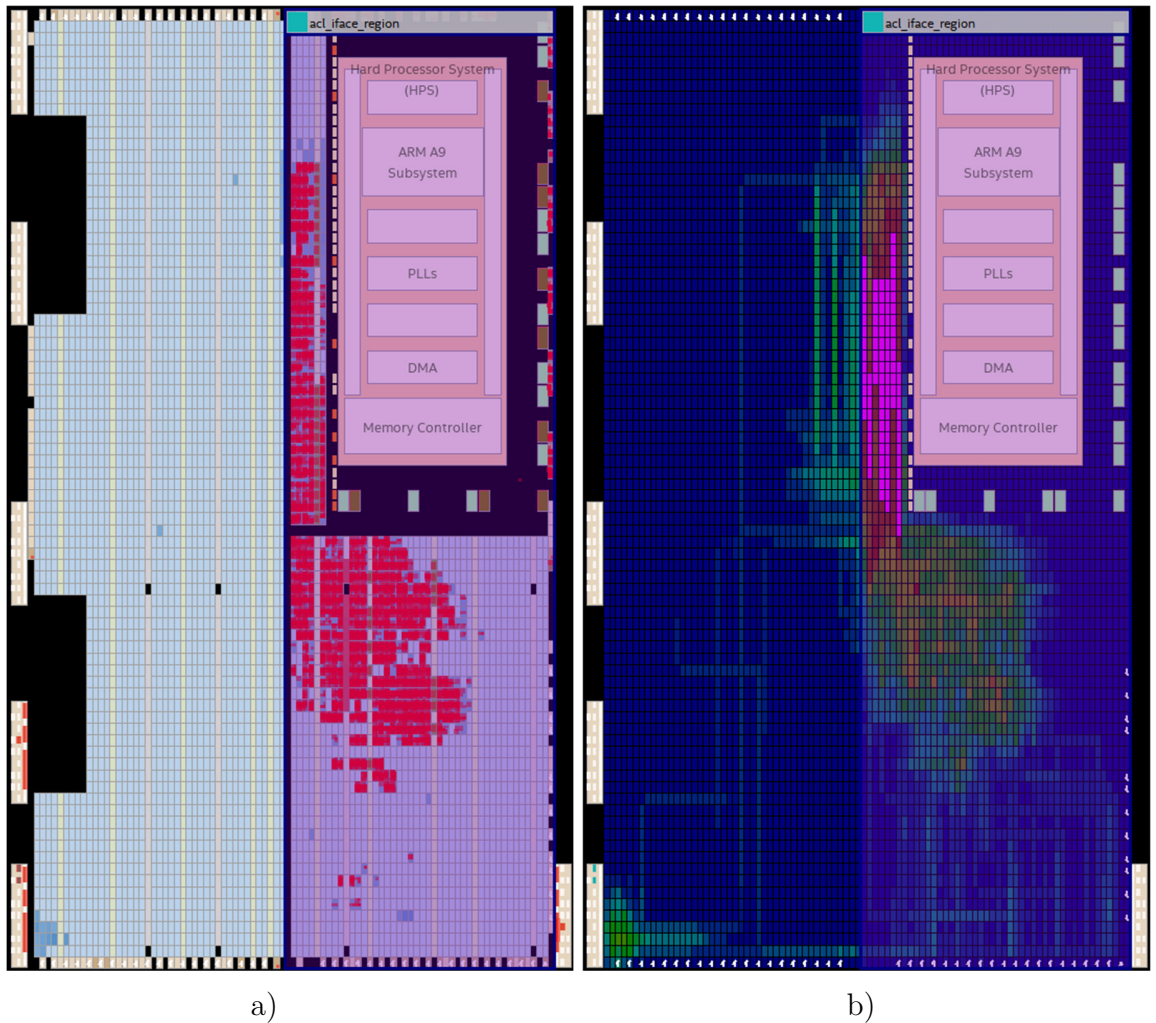 acl_iface_region
Hard Processor System
(HPS)
ARM A9
Subsystem
PLLs
DMA
Memory Controller
acl_iface_region
Hard Processor System
(HPS)
ARM A9
Subsystem
PLLs
DMA
Memory Controller
a)
b)